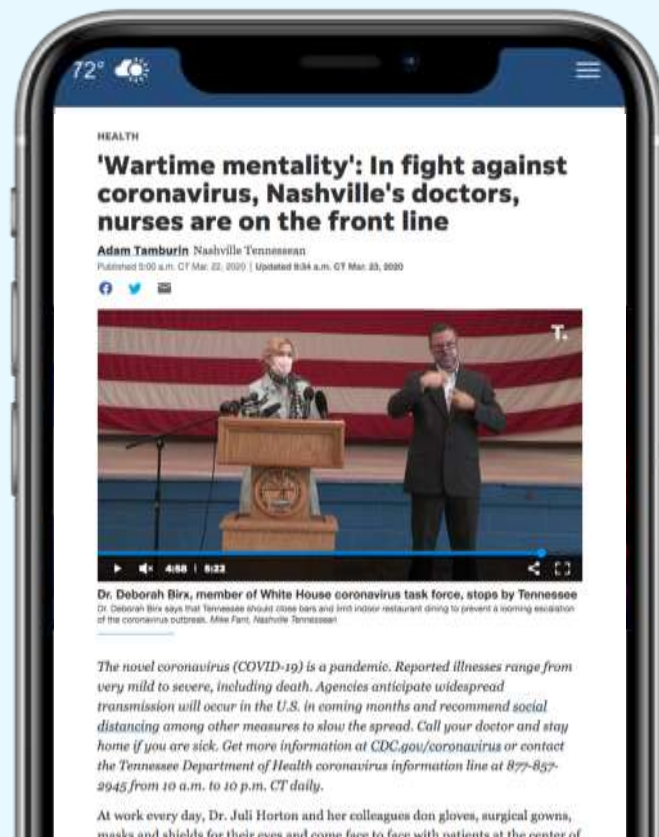 72°
HEALTH
'Wartime mentality': In fight against
coronavirus, Nashville's doctors,
nurses are on the front line
Adam Tamburin Nashville Tennessean
Published 5:00 a.m. CT Mar. 22, 2020 | Updated 9:34 a.m. CT Mar. 23, 2020
T.
4:58 | 5:23
Dr. Deborah Birx, member of White House coronavirus task force, stops by Tennessee
Dr. Deborah Birx says that Tennessee should close bars and limit indoor restaurant dining to prevent a looming escalation
of the coronavirus outbreak. Mike Fant, Nashville Tennessean
The novel coronavirus (COVID-19) is a pandemic. Reported illnesses range from
very mild to severe, including death. Agencies anticipate widespread
transmission will occur in the U.S. in coming months and recommend social
distancing among other measures to slow the spread. Call your doctor and stay
home if you are sick. Get more information at CDC.gov/coronavirus or contact
the Tennessee Department of Health coronavirus information line at 877-857-
2945 from 10 a.m. to 10 p.m. CT daily.
At work every day, Dr. Juli Horton and her colleagues don gloves, surgical gowns,
masks and shields for their eyes and come face to face with patients at the center of